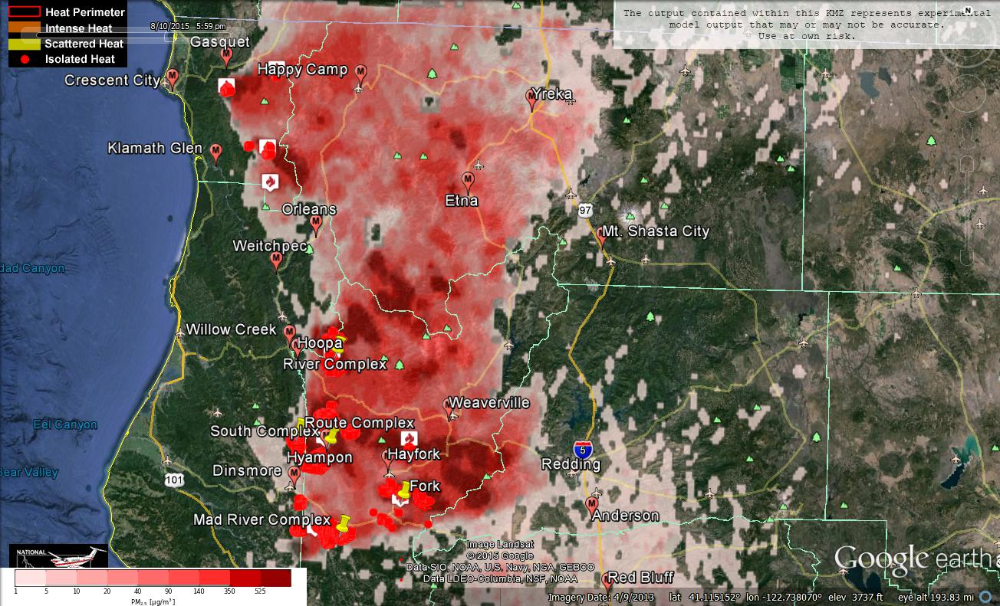 Heat Perimeter
Intense Heat
Scattered Heat
Isolated Heat
8/10/2015 5:59 pm
The output contained within this KMZ represents experimental
model output that may or may not be accurate.
Use at own risk.
N
Gasquet
Happy Camp
Crescent City
Yreka
Klamath Glen
Etna
Orleans
97
Mt. Shasta City
Weitchpec
dad Canyon
Willow Creek
Hoopa
River Complex
Weaverville
Eel Canyon
Route Complex
South Complex
Hyampon
Hayfork
5
Redding
Bear Valley
101
Dinsmore
Fork
Mad River Complex
Anderson
NATIONAL
Image Landsat
© 2015 Google
Data SIO, NOAA, U.S. Navy, NGA, GEBCO
Data LDEO-Columbia, NSF, NOAA
Google earth
Red Bluff
1 5 10 20 40 90 140 350 525
PM2.5 [µg/m³]
Imagery Date: 4/9/2013 lat 41.115152° lon -122.738070° elev 3737 ft eye alt 193.83 mi